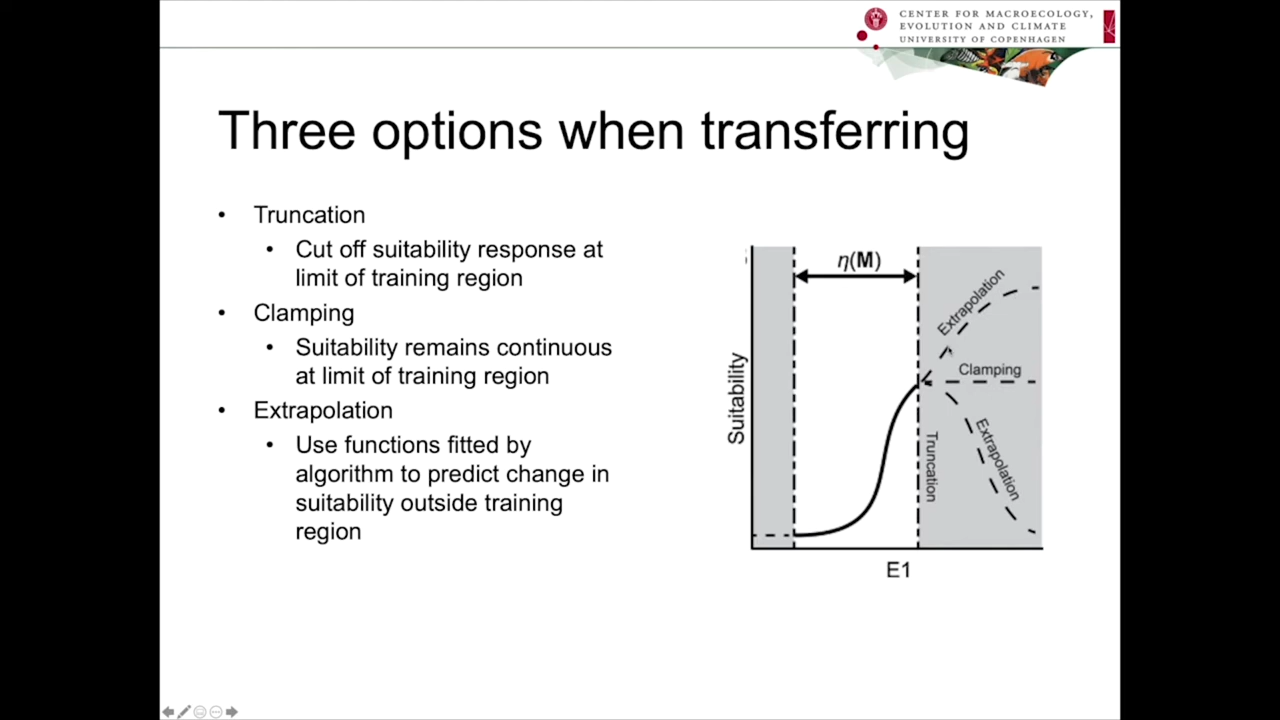 CENTER FOR MACROECOLOGY,
EVOLUTION AND CLIMATE
UNIVERSITY OF COPENHAGEN
Three options when transferring
• Truncation
• Cut off suitability response at
limit of training region
• Clamping
• Suitability remains continuous
at limit of training region
• Extrapolation
• Use functions fitted by
algorithm to predict change in
suitability outside training
region
η(M)
Extrapolation
Clamping
Extrapolation
Truncation
Suitability
E1